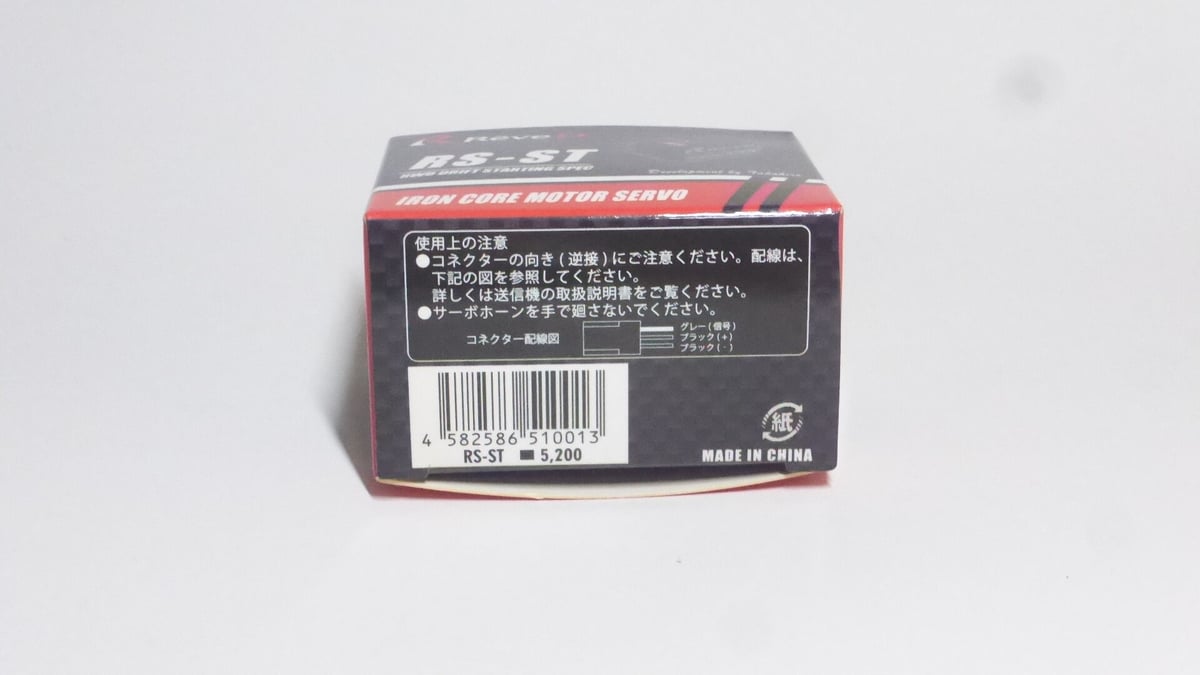 Reve
RS-ST
RWD DRIFT STARTING SPEC
Development by
IRON CORE MOTOR SERVO
使用上の注意
●コネクターの向き(逆接)にご注意ください。配線は、
下記の図を参照してください。
詳しくは送信機の取扱説明書をご覧ください。
●サーボホーンを手で廻さないでください。
コネクター配線図
グレー(信号)
ブラック(+)
ブラック(-)
4 582586 510013
RS-ST ■ 5,200
紙
MADE IN CHINA